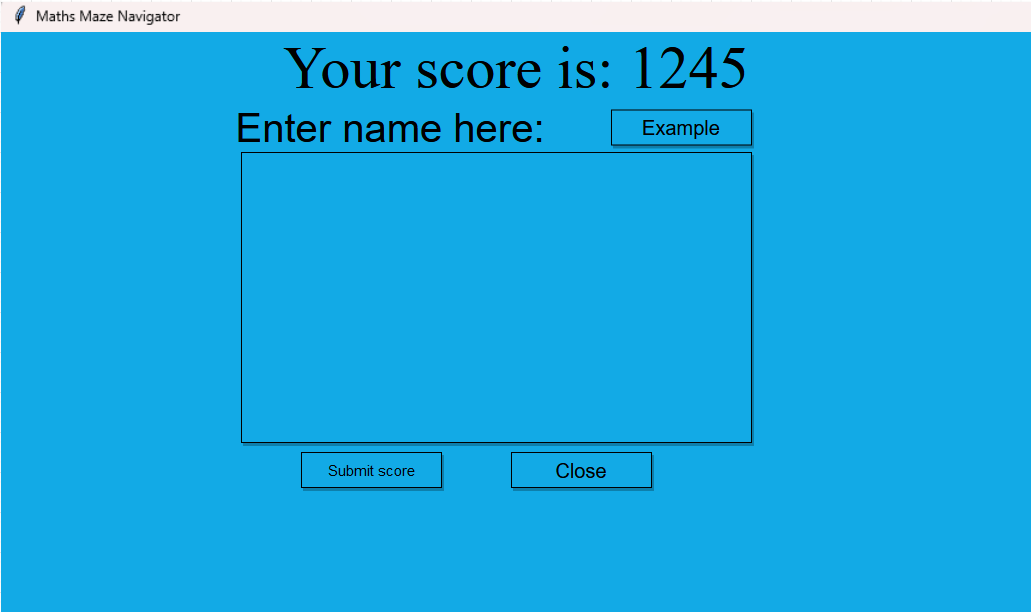 Maths Maze Navigator
Your score is: 1245
Enter name here:
Example
Submit score
Close